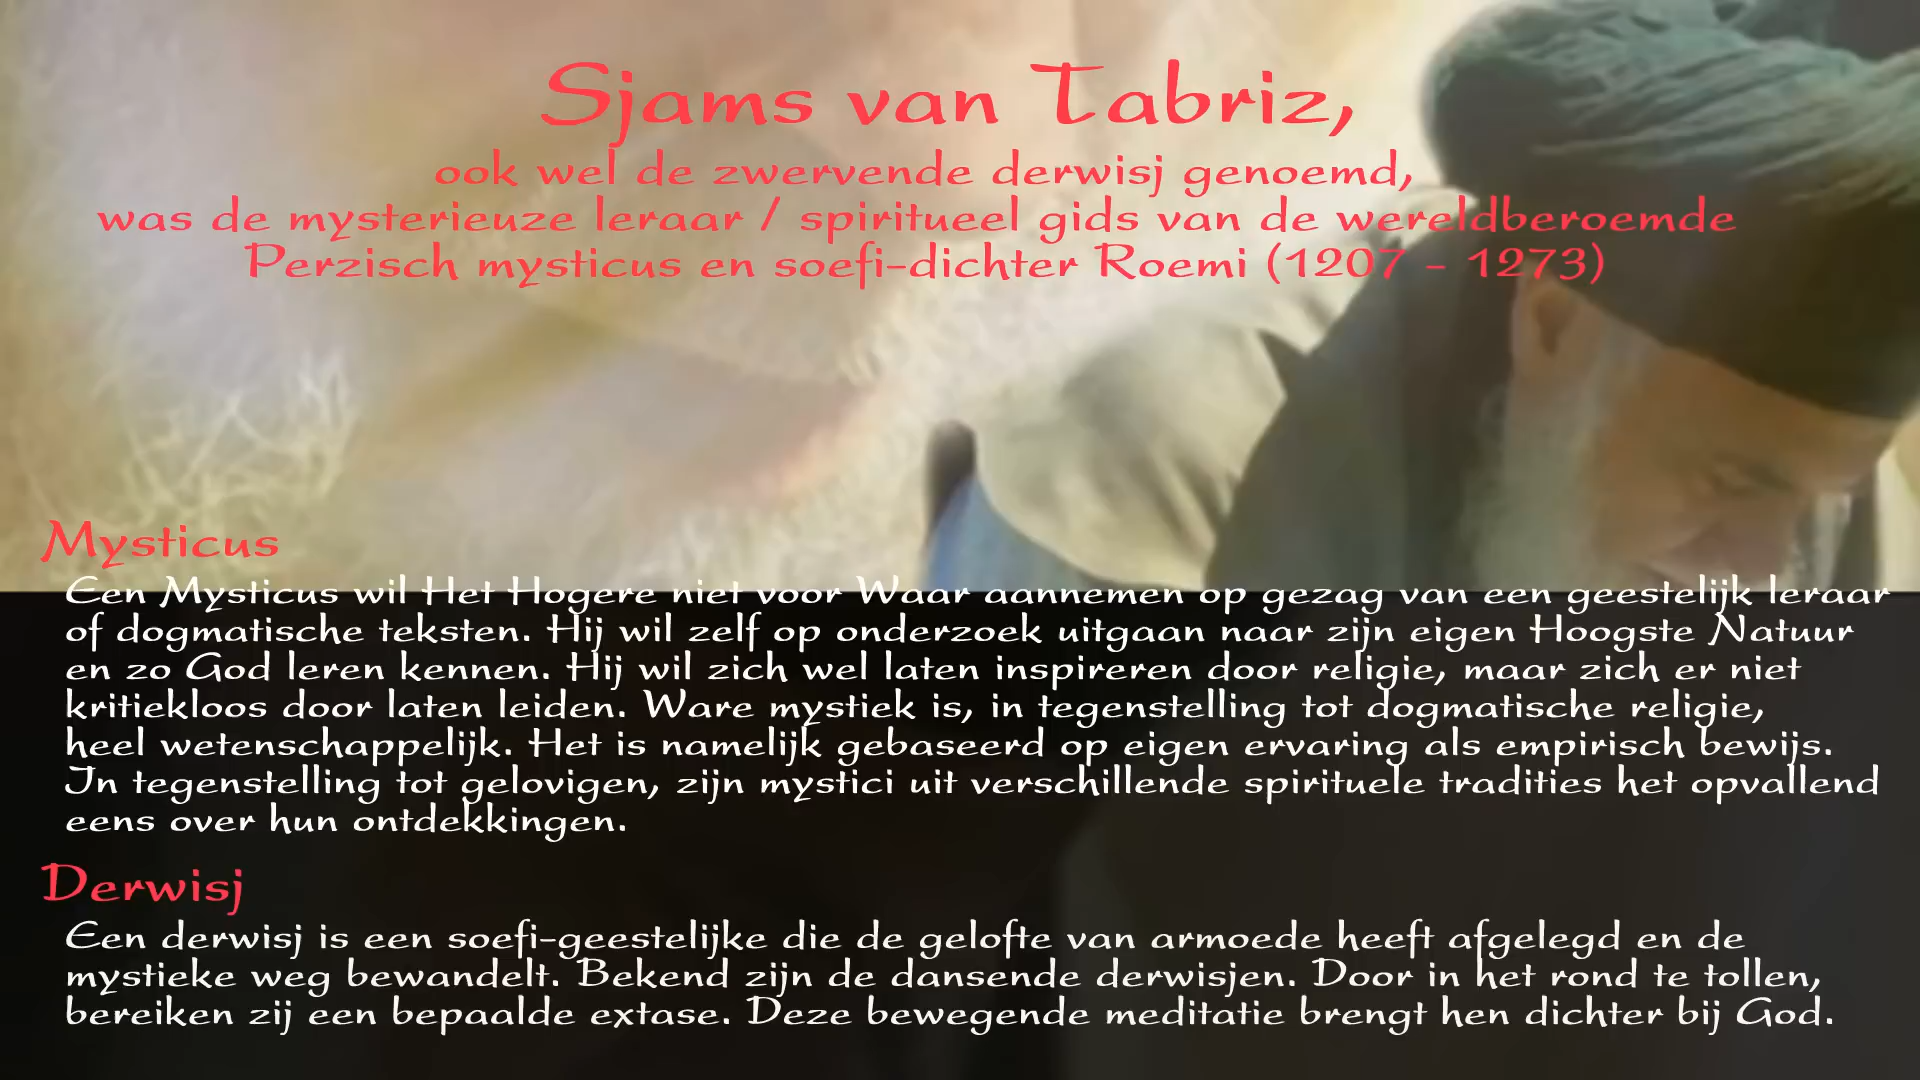 Sjams van Tabriz,
ook wel de zwervende derwisj genoemd,
was de mysterieuze leraar / spiritueel gids van de wereldberoemde
Perzisch mysticus en soefi-dichter Roemi (1207 - 1273)
Mysticus
Een Mysticus wil Het Hogere niet voor Waar aannemen op gezag van een geestelijk leraar
of dogmatische teksten. Hij wil zelf op onderzoek uitgaan naar zijn eigen Hoogste Natuur
en zo God leren kennen. Hij wil zich wel laten inspireren door religie, maar zich er niet
kritiekloos door laten leiden. Ware mystiek is, in tegenstelling tot dogmatische religie,
heel wetenschappelijk. Het is namelijk gebaseerd op eigen ervaring als empirisch bewijs.
In tegenstelling tot gelovigen, zijn mystici uit verschillende spirituele tradities het opvallend
eens over hun ontdekkingen.
Derwisj
Een derwisj is een soefi-geestelijke die de gelofte van armoede heeft afgelegd en de
mystieke weg bewandelt. Bekend zijn de dansende derwisjen. Door in het rond te tollen,
bereiken zij een bepaalde extase. Deze bewegende meditatie brengt hen dichter bij God.